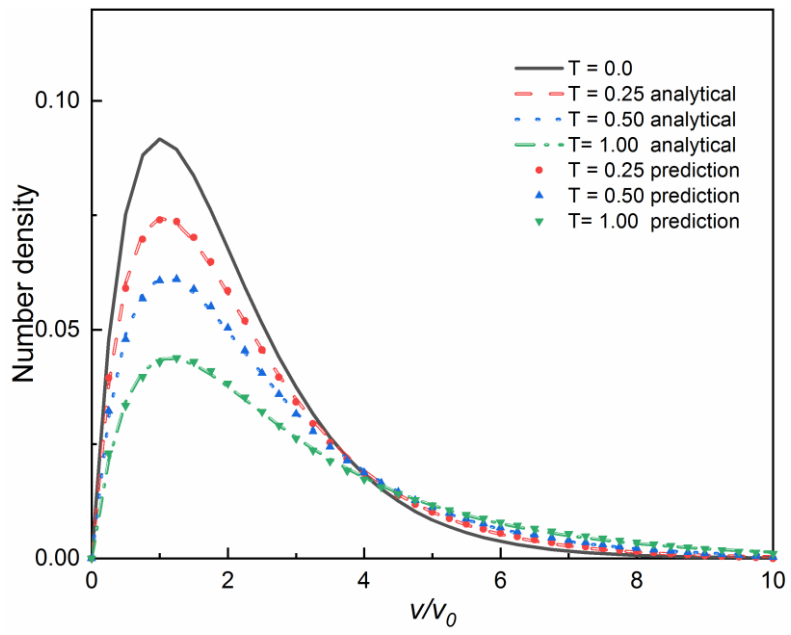 T = 0.0
T = 0.25 analytical
T = 0.50 analytical
T= 1.00 analytical
T = 0.25 prediction
T = 0.50 prediction
T= 1.00 prediction
Number density
0.10
0.05
0.00
0 2 4 6 8 10
v/v₀